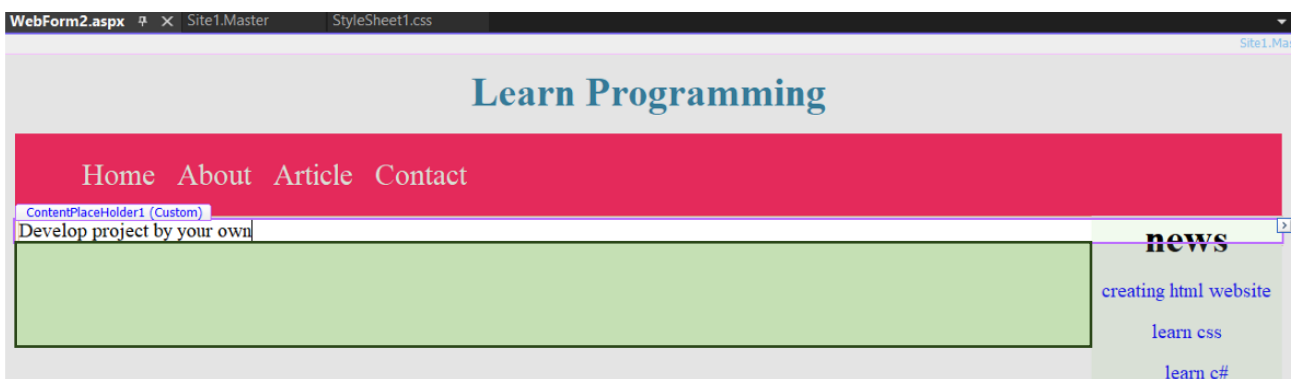 WebForm2.aspx Site1.Master StyleSheet1.css
Site1.Mas
Learn Programming
Home About Article Contact
ContentPlaceHolder1 (Custom)
Develop project by your own
news
creating html website
learn css
learn c#